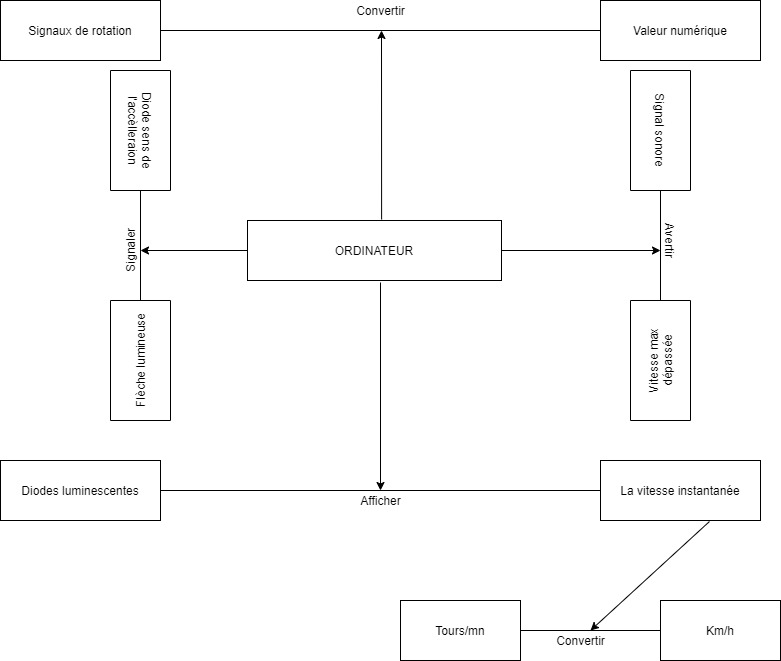 Convertir
Signaux de rotation
Valeur numérique
Diode sens de
l'accèlleraion
Signal sonore
Signaler
ORDINATEUR
Avertir
Flèche lumineuse
Vitesse max
dépassée
Diodes luminescentes
La vitesse instantanée
Afficher
Tours/mn
Km/h
Convertir